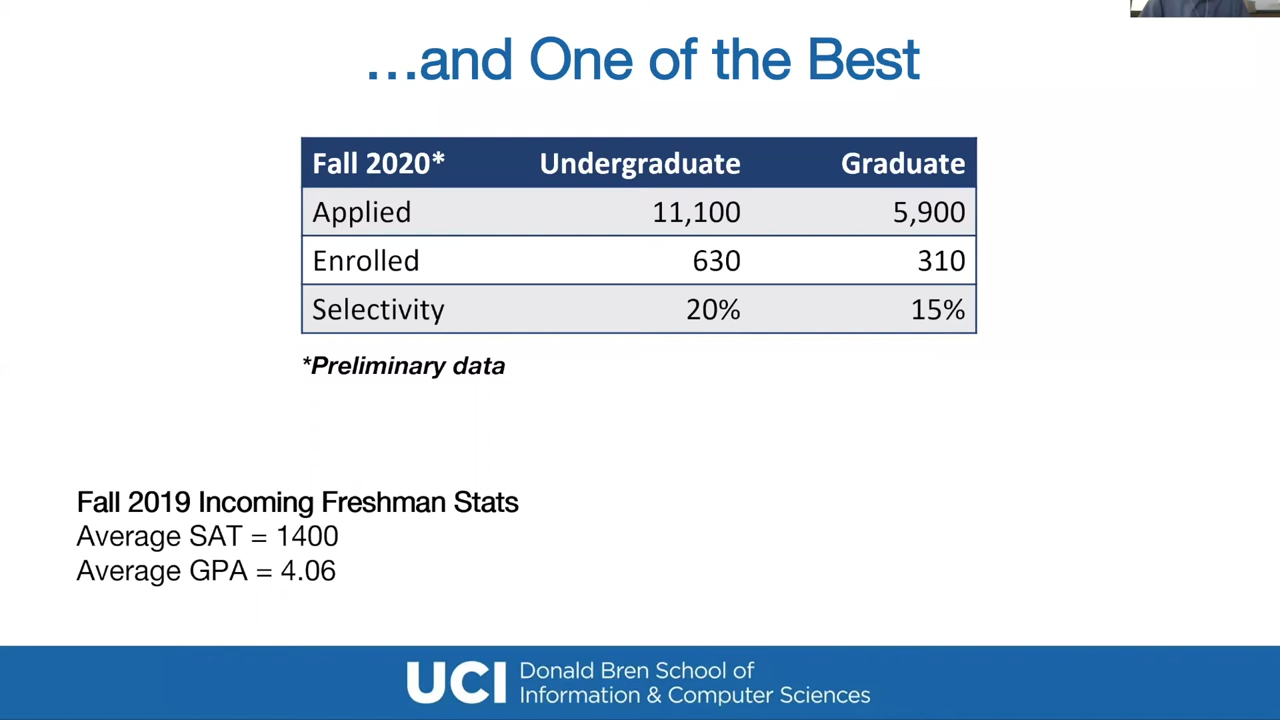 …and One of the Best
Fall 2020* Undergraduate Graduate
Applied 11,100 5,900
Enrolled 630 310
Selectivity 20% 15%
*Preliminary data
Fall 2019 Incoming Freshman Stats
Average SAT = 1400
Average GPA = 4.06
UCI Donald Bren School of
Information & Computer Sciences